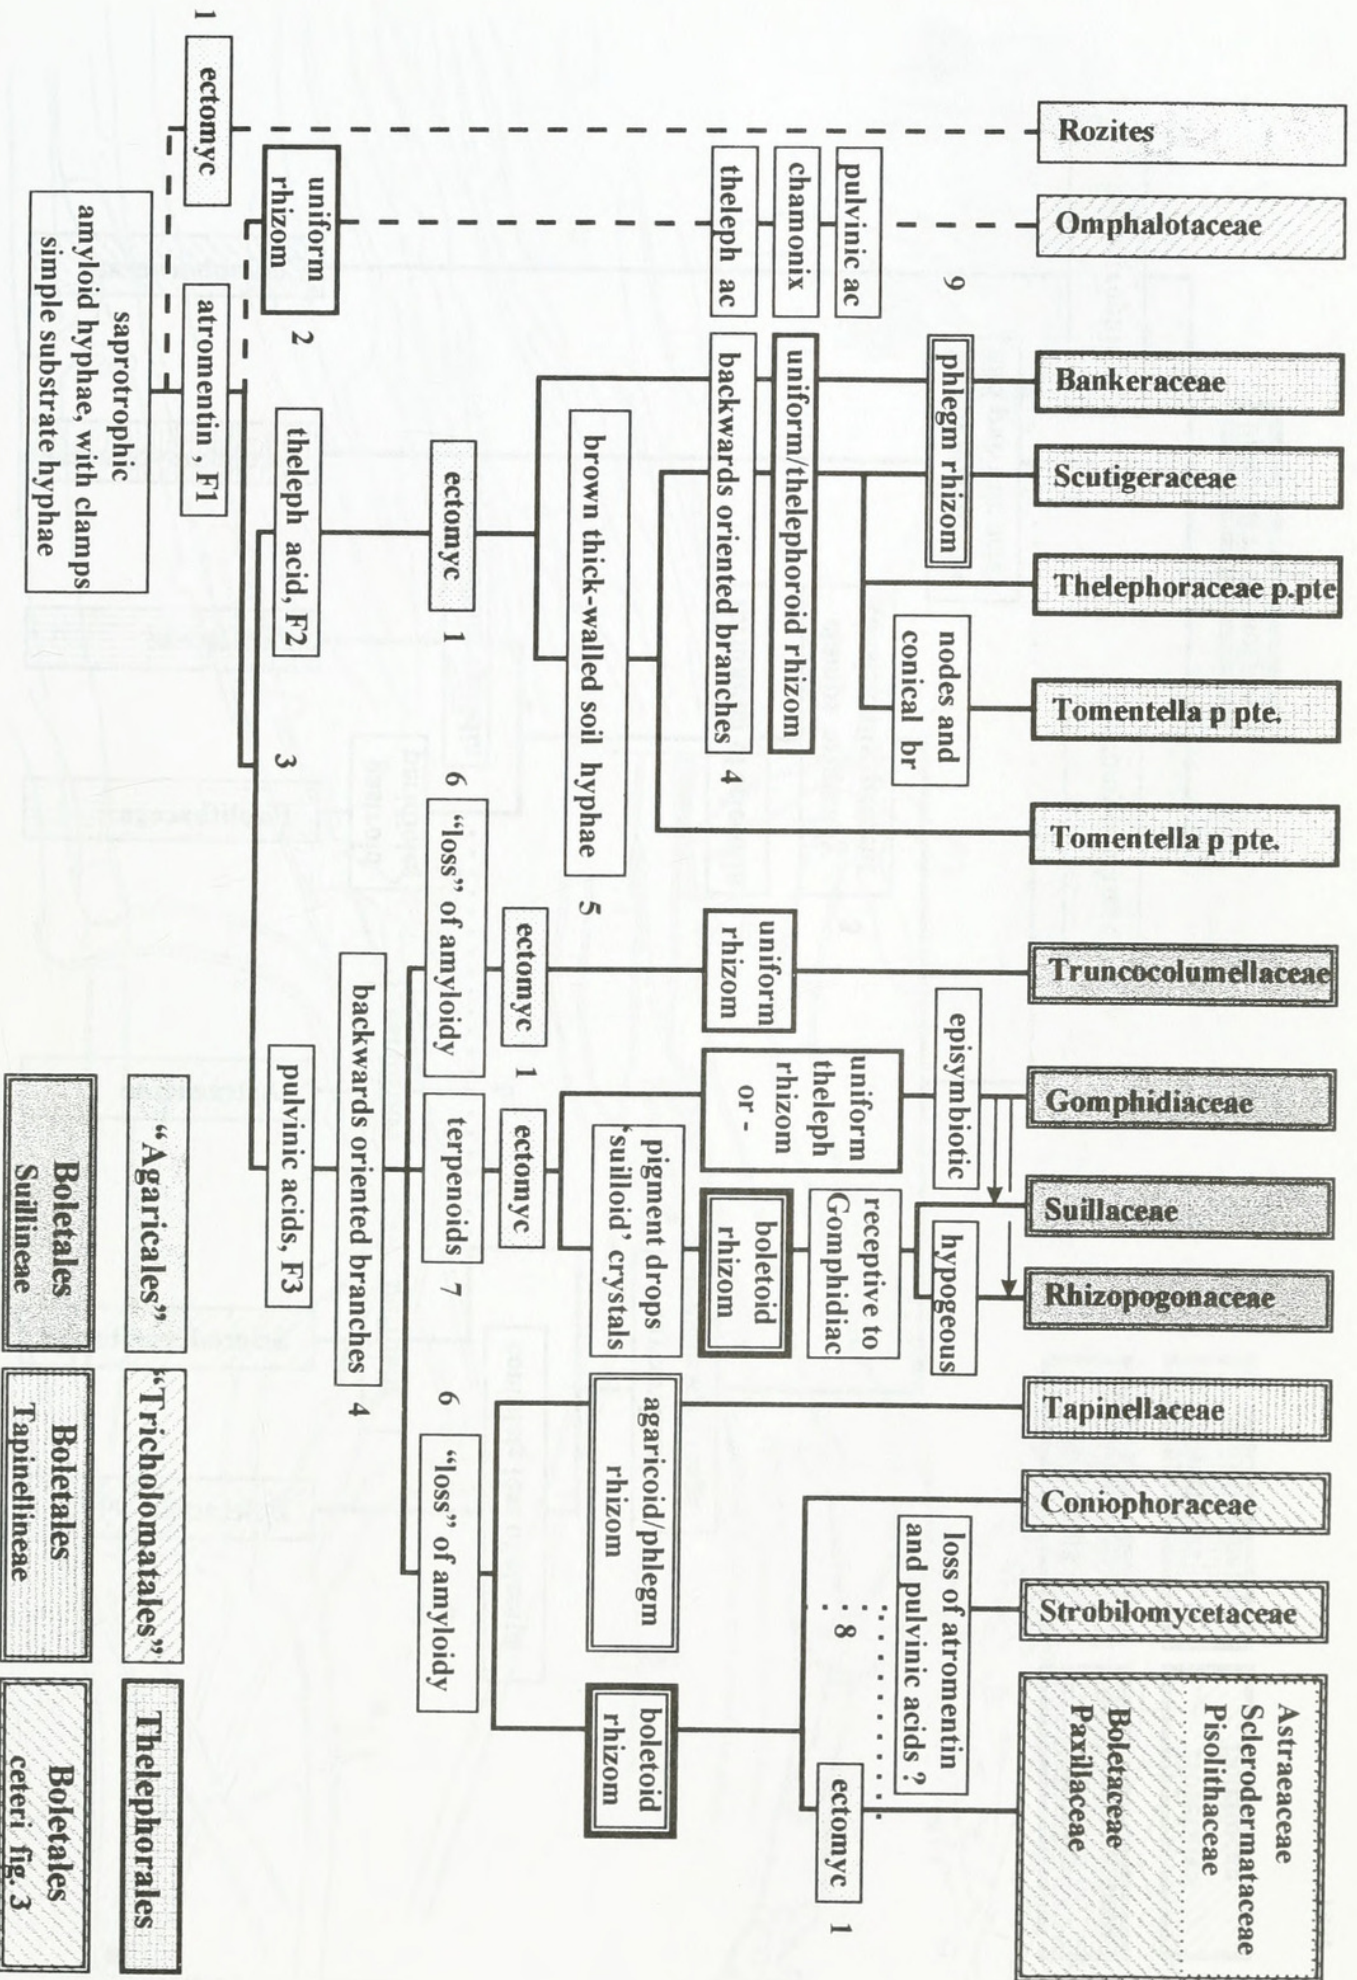 Rozites
Omphalotaceae
Bankeraceae
Scutigeraceae
Thelephoraceae p.pte
Tomentella p pte.
Tomentella p pte.
Truncocolumellaceae
Gomphidiaceae
Suillaceae
Rhizopogonaceae
Tapinellaceae
Coniophoraceae
Strobilomycetaceae
Astraeaceae
Sclerodermataceae
Pisolithaceae
Boletaceae
Paxillaceae
9
phlegm rhizom
nodes and
conical br
episymbiotic
hypogeous
loss of atromentin
and pulvinic acids ?
pulvinic ac
chamonix
theleph ac
uniform/thelephoroid rhizom
backwards oriented branches
4
uniform
rhizom
uniform
theleph
rhizom
or -
receptive to
Gomphidiac
boletoid
rhizom
8
ectomyc
1
brown thick-walled soil hyphae
5
pigment drops
'suilloid' crystals
agaricoid/phlegm
rhizom
boletoid
rhizom
ectomyc
1
ectomyc
1
ectomyc
6
"loss" of amyloidy
terpenoids
7
6
"loss" of amyloidy
backwards oriented branches
4
uniform
rhizom
2
theleph acid, F2
3
pulvinic acids, F3
1
ectomyc
atromentin , F1
saprotrophic
amyloid hyphae, with clamps
simple substrate hyphae
"Agaricales"
"Tricholomatales"
Thelephorales
Boletales
Suillineae
Boletales
Tapinellineae
Boletales
ceteri fig. 3